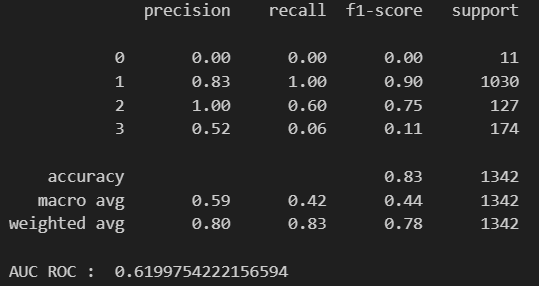 precision recall f1-score support
0 0.00 0.00 0.00 11
1 0.83 1.00 0.90 1030
2 1.00 0.60 0.75 127
3 0.52 0.06 0.11 174
accuracy 0.83 1342
macro avg 0.59 0.42 0.44 1342
weighted avg 0.80 0.83 0.78 1342
AUC ROC : 0.6199754222156594